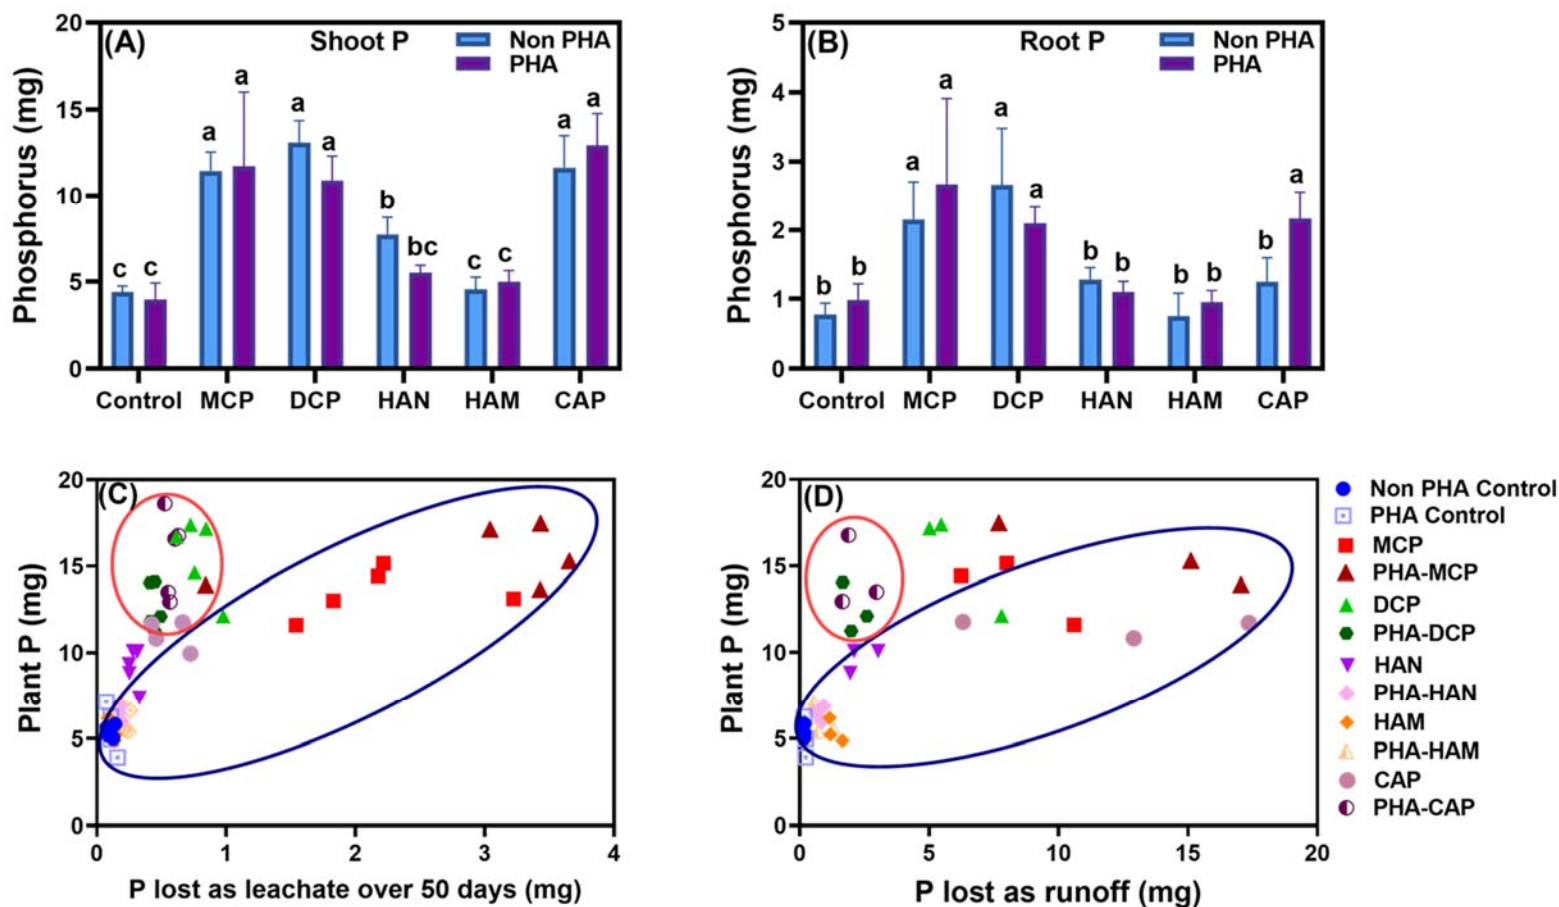 (A) Shoot P
Non PHA
PHA
Phosphorus (mg)
20
15
10
5
0
c c a a a a b bc c c a a
Control MCP DCP HAN HAM CAP
(B) Root P
Non PHA
PHA
Phosphorus (mg)
5
4
3
2
1
0
b b a a a a b b b b b a
Control MCP DCP HAN HAM CAP
(C)
Plant P (mg)
20
15
10
5
0
0 1 2 3 4
P lost as leachate over 50 days (mg)
(D)
Plant P (mg)
20
15
10
5
0
0 5 10 15 20
P lost as runoff (mg)
Non PHA Control
PHA Control
MCP
PHA-MCP
DCP
PHA-DCP
HAN
PHA-HAN
HAM
PHA-HAM
CAP
PHA-CAP